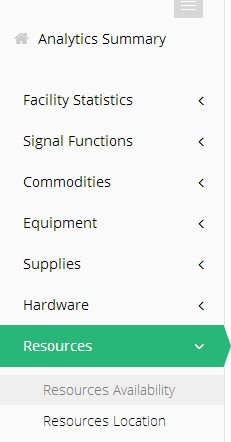 Analytics Summary
Facility Statistics
Signal Functions
Commodities
Equipment
Supplies
Hardware
Resources
Resources Availability
Resources Location